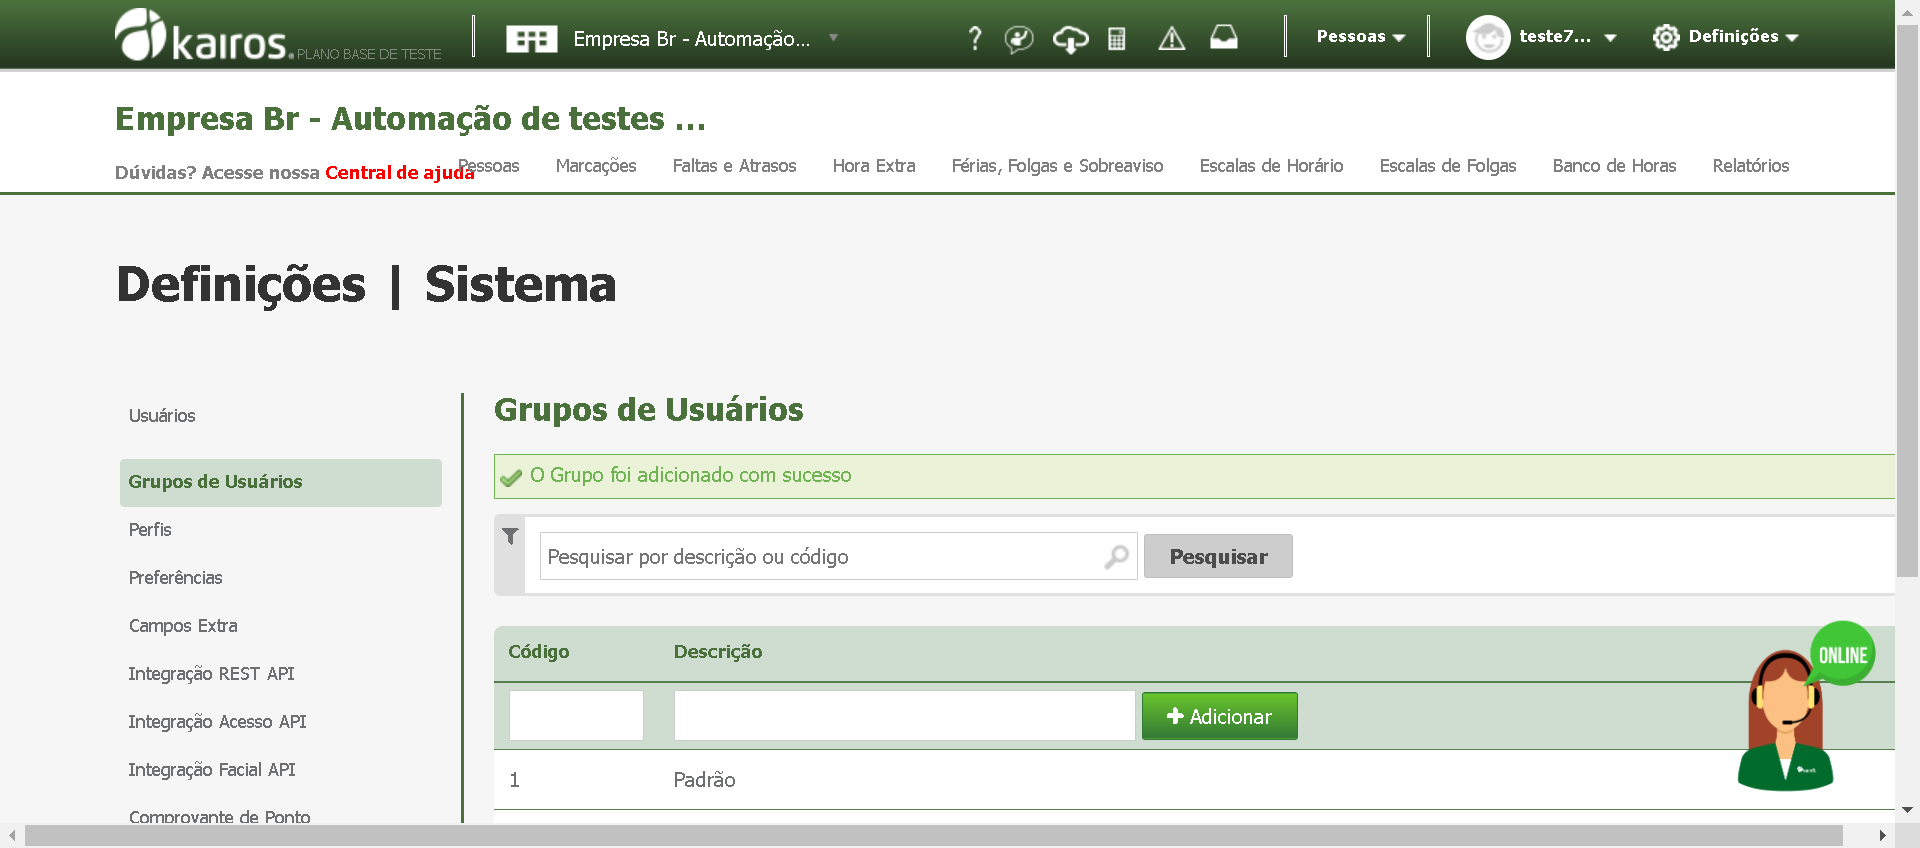 kairos. PLANO BASE DE TESTE
Empresa Br - Automação...
?
Pessoas
teste7...
Definições
Empresa Br - Automação de testes ...
Dúvidas? Acesse nossa Central de ajuda
Pessoas Marcações Faltas e Atrasos Hora Extra Férias, Folgas e Sobreaviso Escalas de Horário Escalas de Folgas Banco de Horas Relatórios
Definições | Sistema
Usuários
Grupos de Usuários
Perfis
Preferências
Campos Extra
Integração REST API
Integração Acesso API
Integração Facial API
Comprovante de Ponto
Grupos de Usuários
O Grupo foi adicionado com sucesso
Pesquisar por descrição ou código
Pesquisar
Código Descrição
Adicionar
1 Padrão
ONLINE